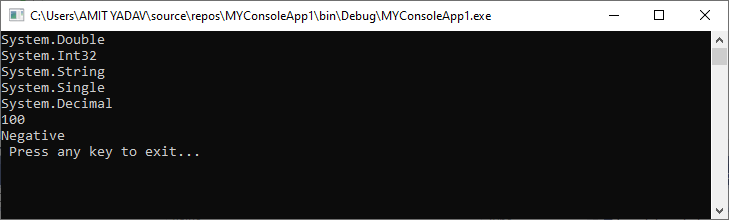 C:\Users\AMIT YADAV\source\repos\MYConsoleApp1\bin\Debug\MYConsoleApp1.exe
System.Double
System.Int32
System.String
System.Single
System.Decimal
100
Negative
 Press any key to exit...